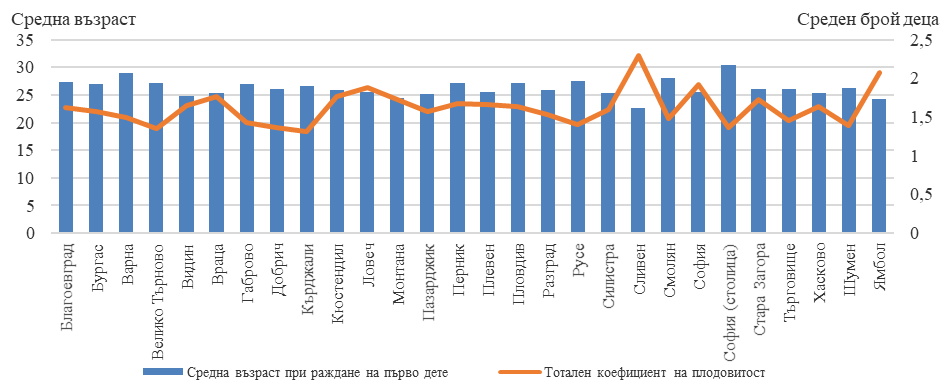 Средна възраст
Среден брой деца
35
30
25
20
15
10
5
0
2,5
2
1,5
1
0,5
0
Благоевград
Бургас
Варна
Велико Търново
Видин
Враца
Габрово
Добрич
Кърджали
Кюстендил
Ловеч
Монтана
Пазарджик
Перник
Плевен
Пловдив
Разград
Русе
Силистра
Сливен
Смолян
София
София (столица)
Стара Загора
Търговище
Хасково
Шумен
Ямбол
Средна възраст при раждане на първо дете
Тотален коефициент на плодовитост